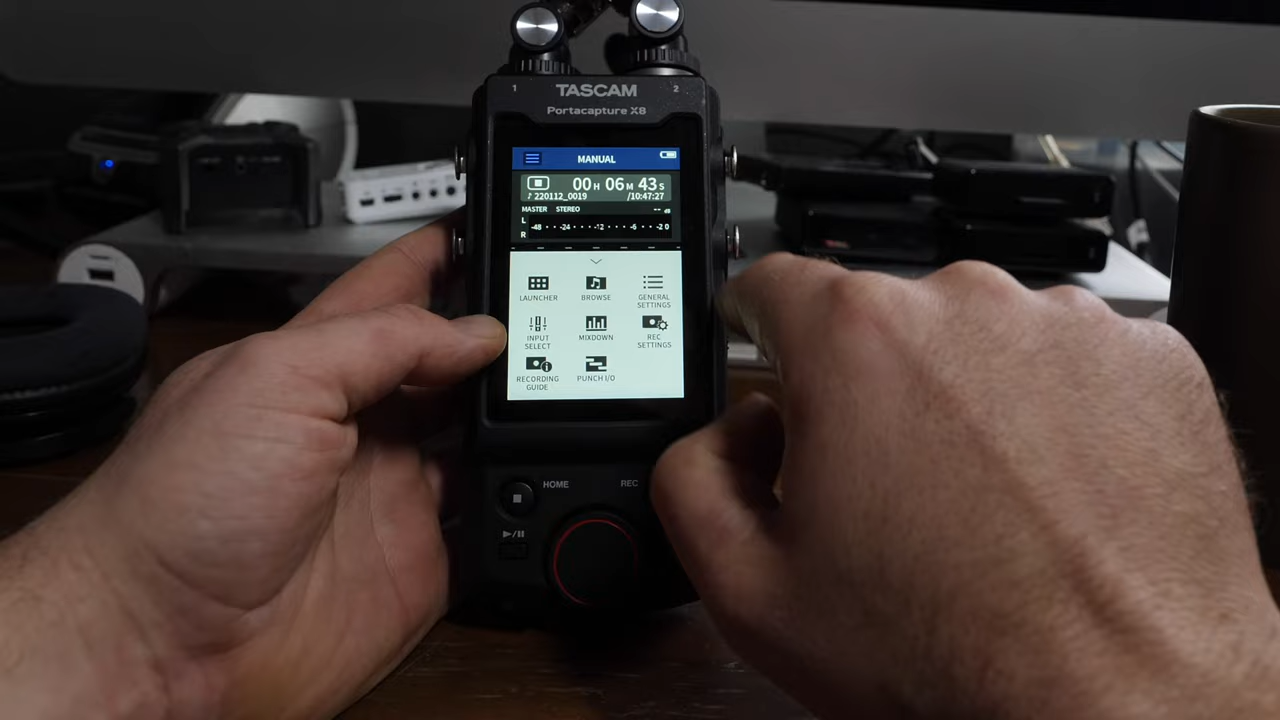 1 TASCAM 2
Portacapture X8
MANUAL
00H 06M 43S
♪ 220112_0019 /10:47:27
MASTER STEREO -- dB
L
-48 -24 -12 -6 -2 0
R
LAUNCHER BROWSE GENERAL SETTINGS
INPUT SELECT MIXDOWN REC SETTINGS
RECORDING GUIDE PUNCH I/O
HOME REC